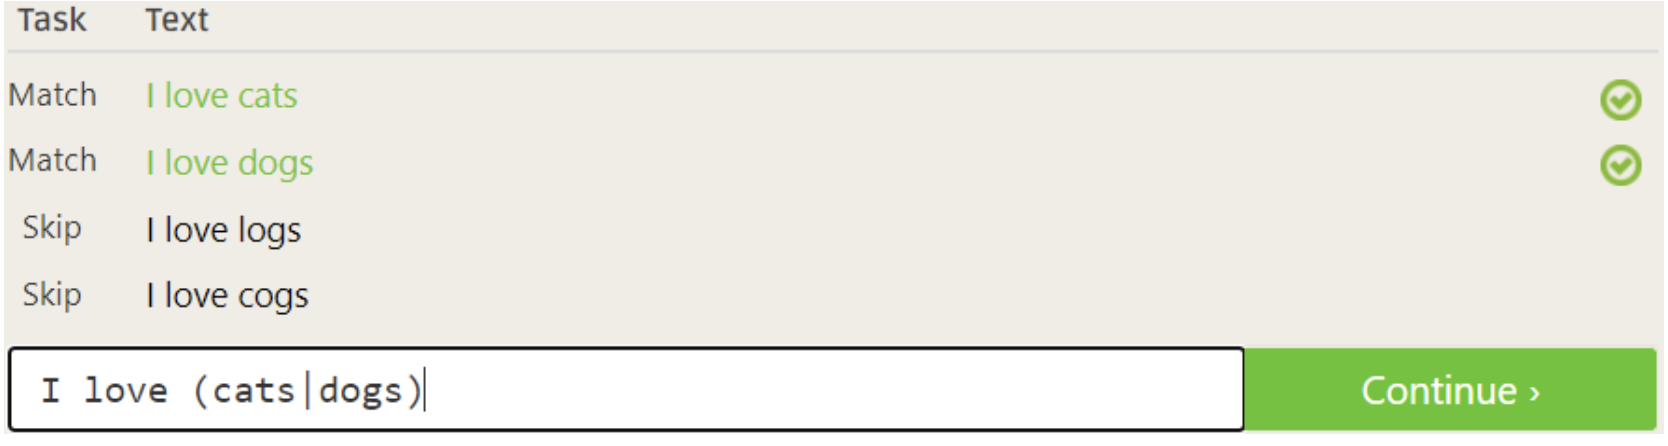 Task Text
Match I love cats
Match I love dogs
Skip I love logs
Skip I love cogs
I love (cats|dogs)
Continue ›